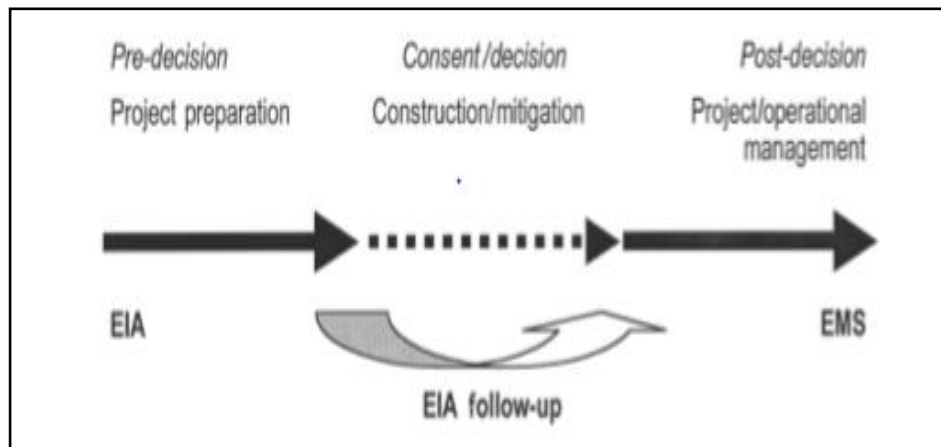 Pre-decision
Consent/decision
Post-decision
Project preparation
Construction/mitigation
Project/operational
management
EIA
EMS
EIA follow-up